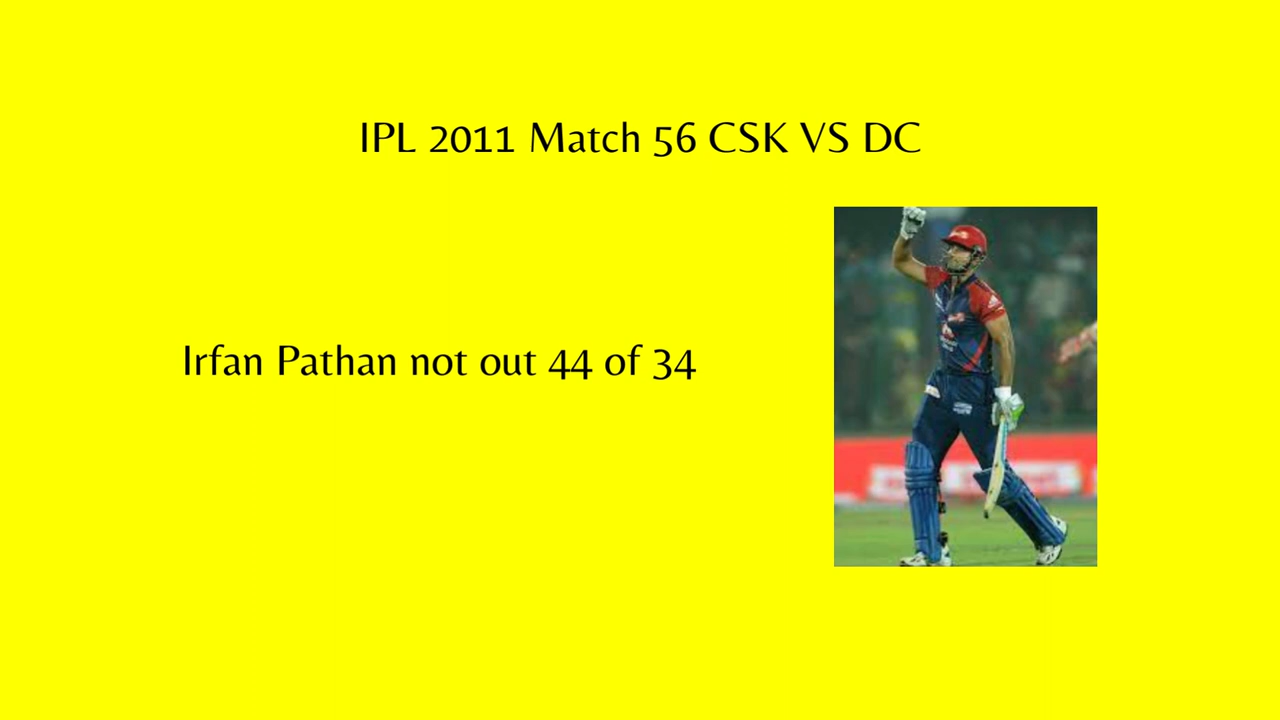 IPL 2011 Match 56 CSK VS DC
Irfan Pathan not out 44 of 34